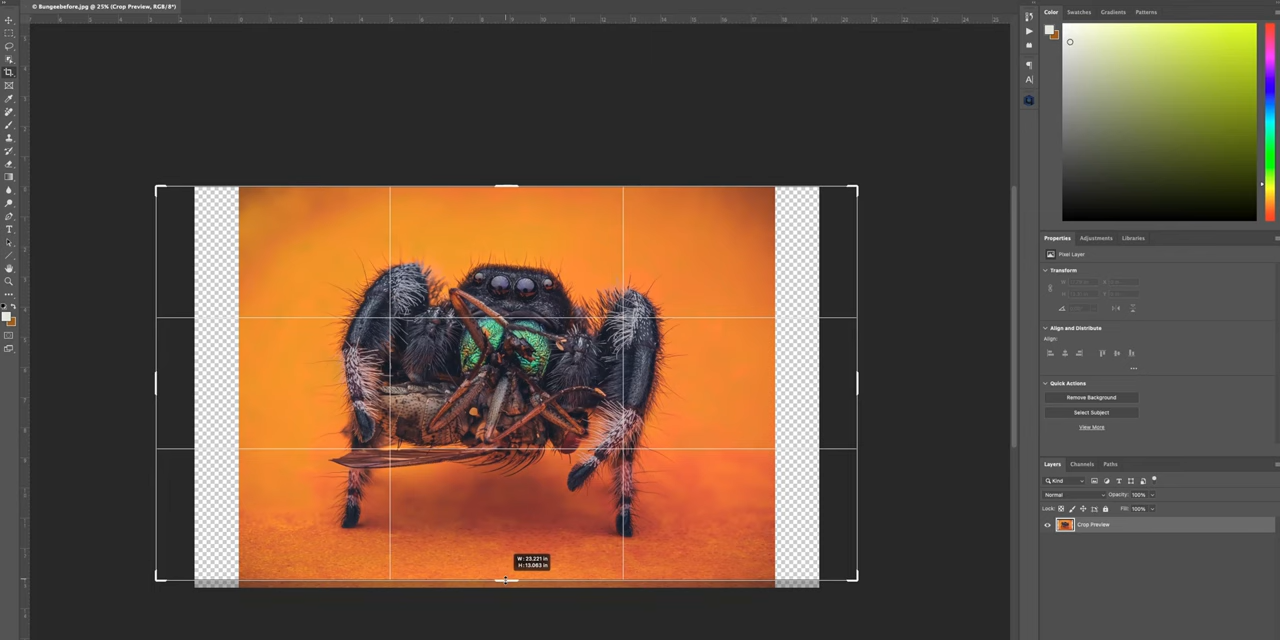 © Bungeebefore.jpg @ 25% (Crop Preview, RGB/8*)
Color
Swatches
Gradients
Patterns
Properties
Adjustments
Libraries
Pixel Layer
Transform
Align and Distribute
Align:
Quick Actions
Remove Background
Select Subject
View More
Layers
Channels
Paths
Kind
Normal
Opacity: 100%
Lock:
Fill: 100%
Crop Preview
W: 23.221 in
H: 13.063 in